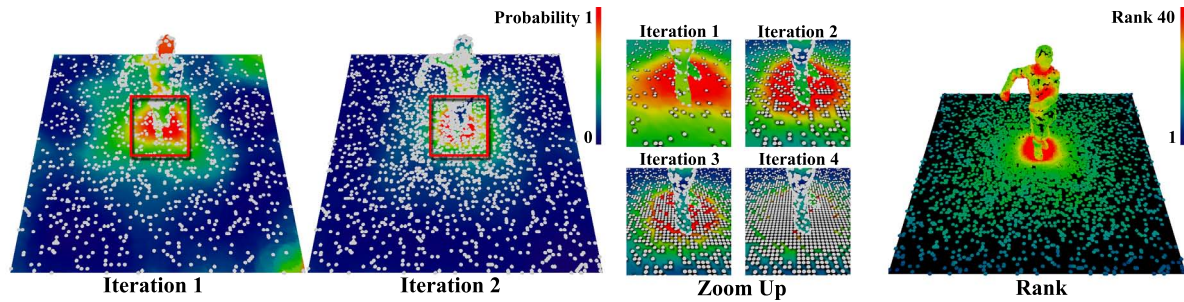 Probability 1
0
Iteration 1
Iteration 2
Iteration 1
Iteration 2
Iteration 3
Iteration 4
Zoom Up
Rank 40
1
Rank